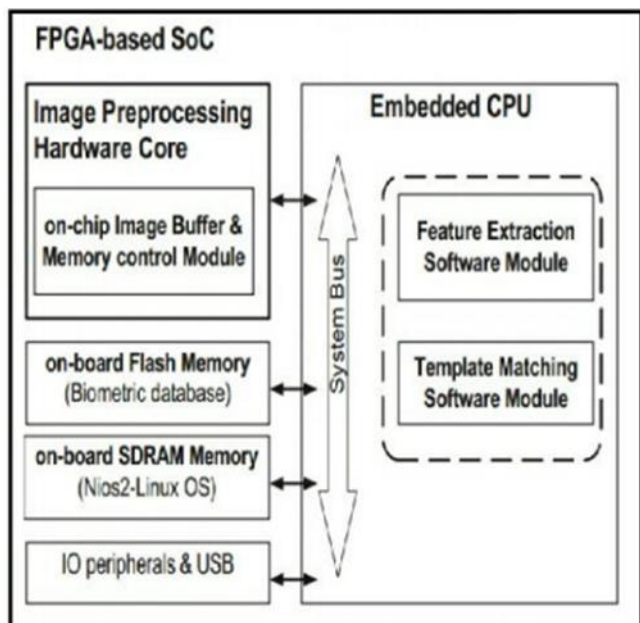 FPGA-based SoC
Image Preprocessing
Hardware Core
on-chip Image Buffer &
Memory control Module
on-board Flash Memory
(Biometric database)
on-board SDRAM Memory
(Nios2-Linux OS)
IO peripherals & USB
Embedded CPU
System Bus
Feature Extraction
Software Module
Template Matching
Software Module